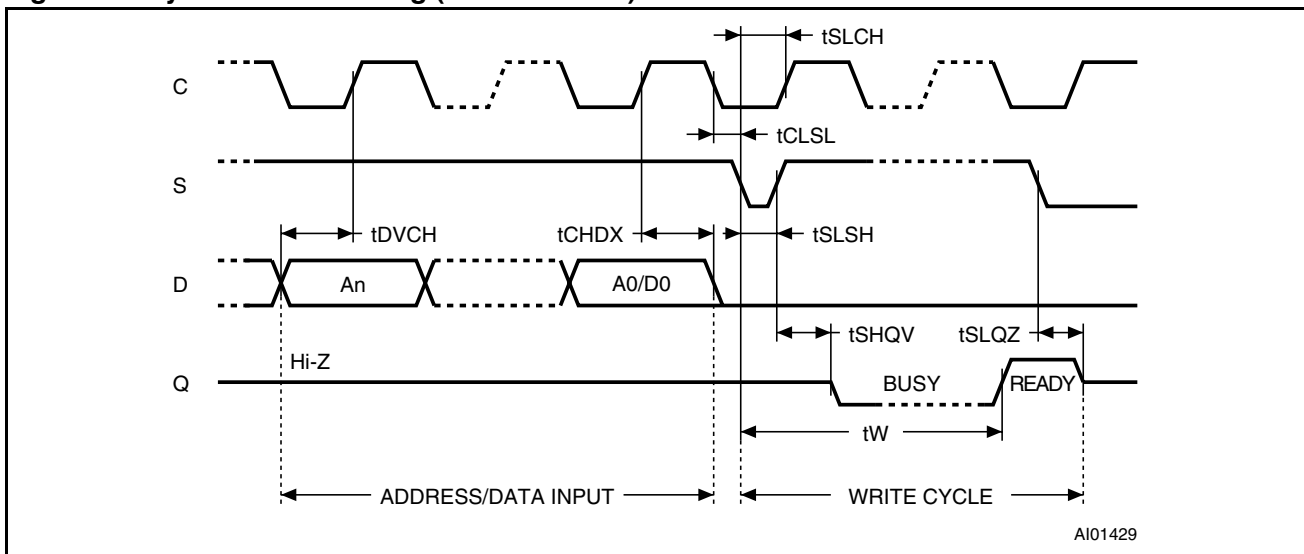 tSLCH
C
tCLSL
S
tDVCH
tCHDX
tSLSH
D
An
A0/D0
tSHQV
tSLQZ
Hi-Z
Q
BUSY
READY
tW
ADDRESS/DATA INPUT
WRITE CYCLE
AI01429